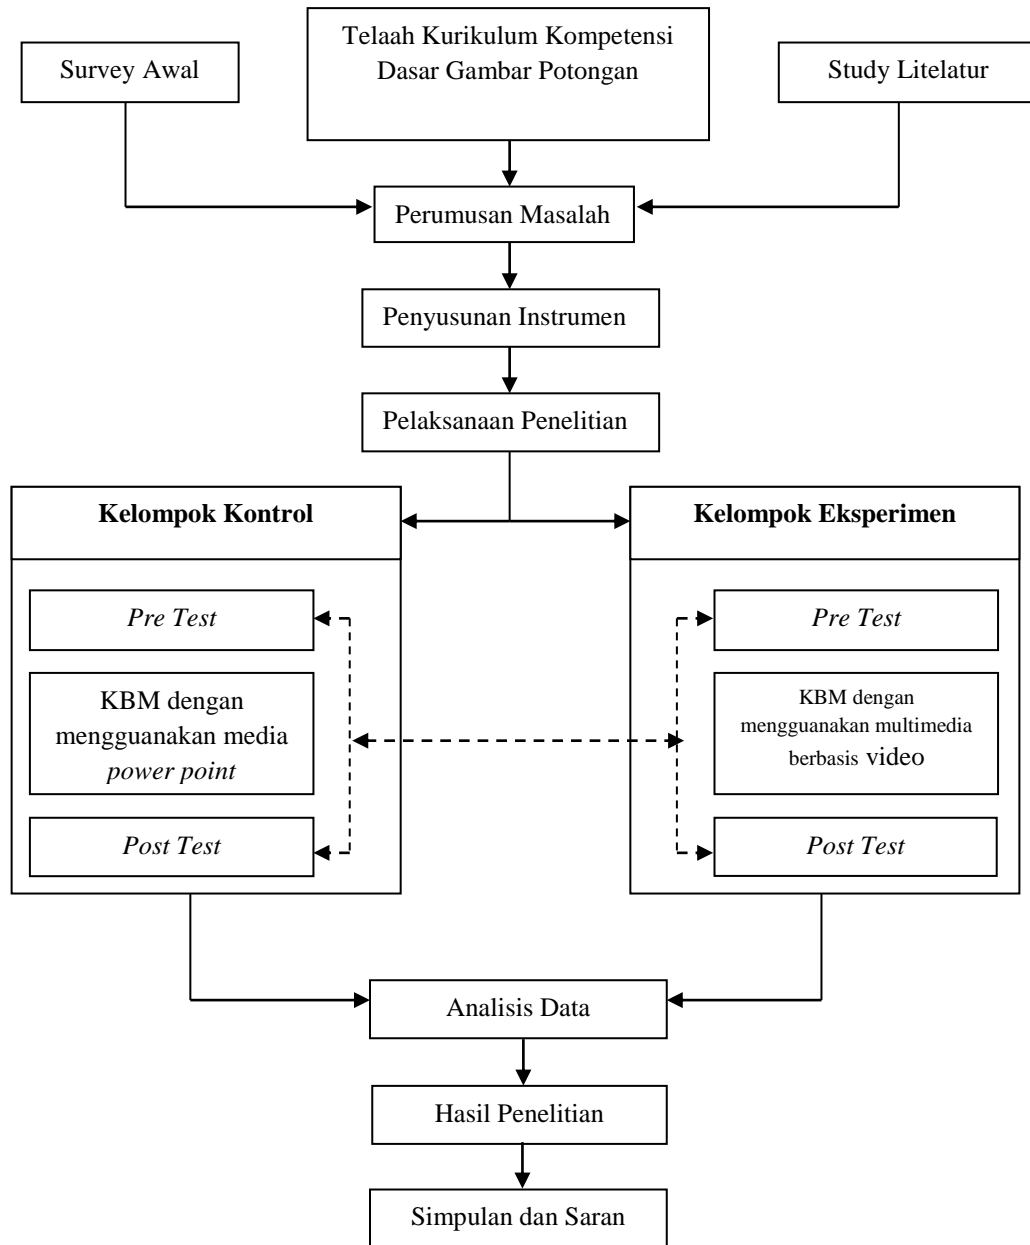 Survey Awal
Telaah Kurikulum Kompetensi
Dasar Gambar Potongan
Study Litelatur
Perumusan Masalah
Penyusunan Instrumen
Pelaksanaan Penelitian
Kelompok Kontrol
Pre Test
KBM dengan
mengguanakan media
power point
Post Test
Kelompok Eksperimen
Pre Test
KBM dengan
mengguanakan multimedia
berbasis video
Post Test
Analisis Data
Hasil Penelitian
Simpulan dan Saran